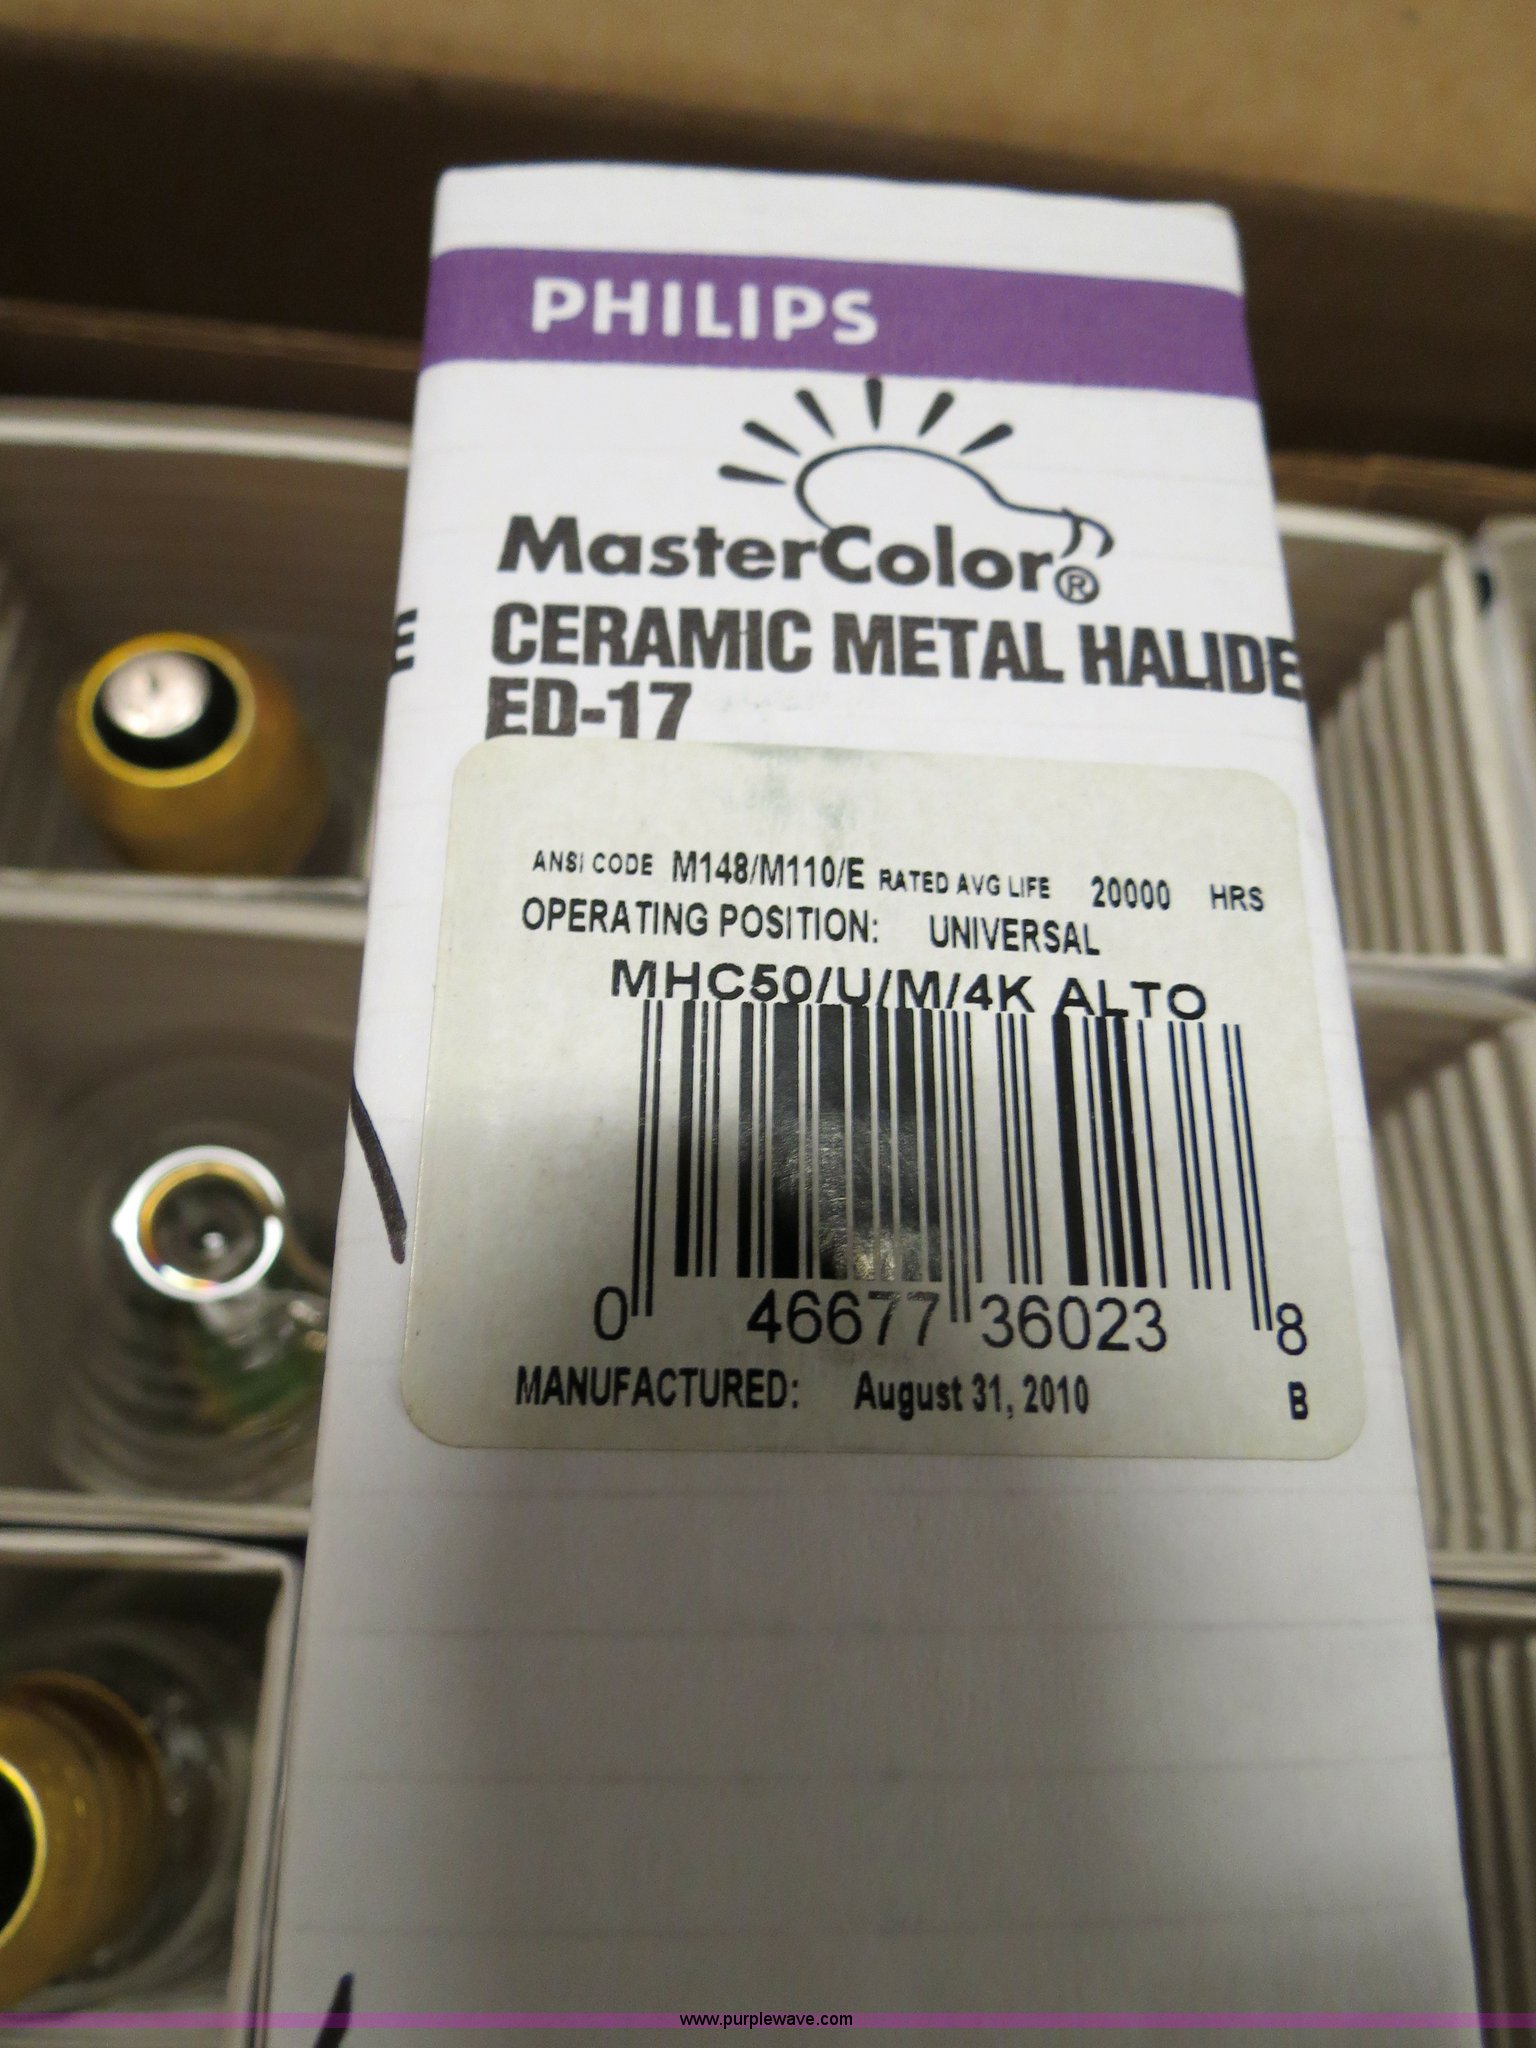 PHILIPS
MasterColor®
CERAMIC METAL HALIDE
E
ED-17
ANSI CODE M148/M110/E RATED AVG LIFE 20000 HRS
OPERATING POSITION: UNIVERSAL
MHC50/U/M/4K ALTO
0 46677 36023 8
MANUFACTURED: August 31, 2010 B
www.purplewave.com